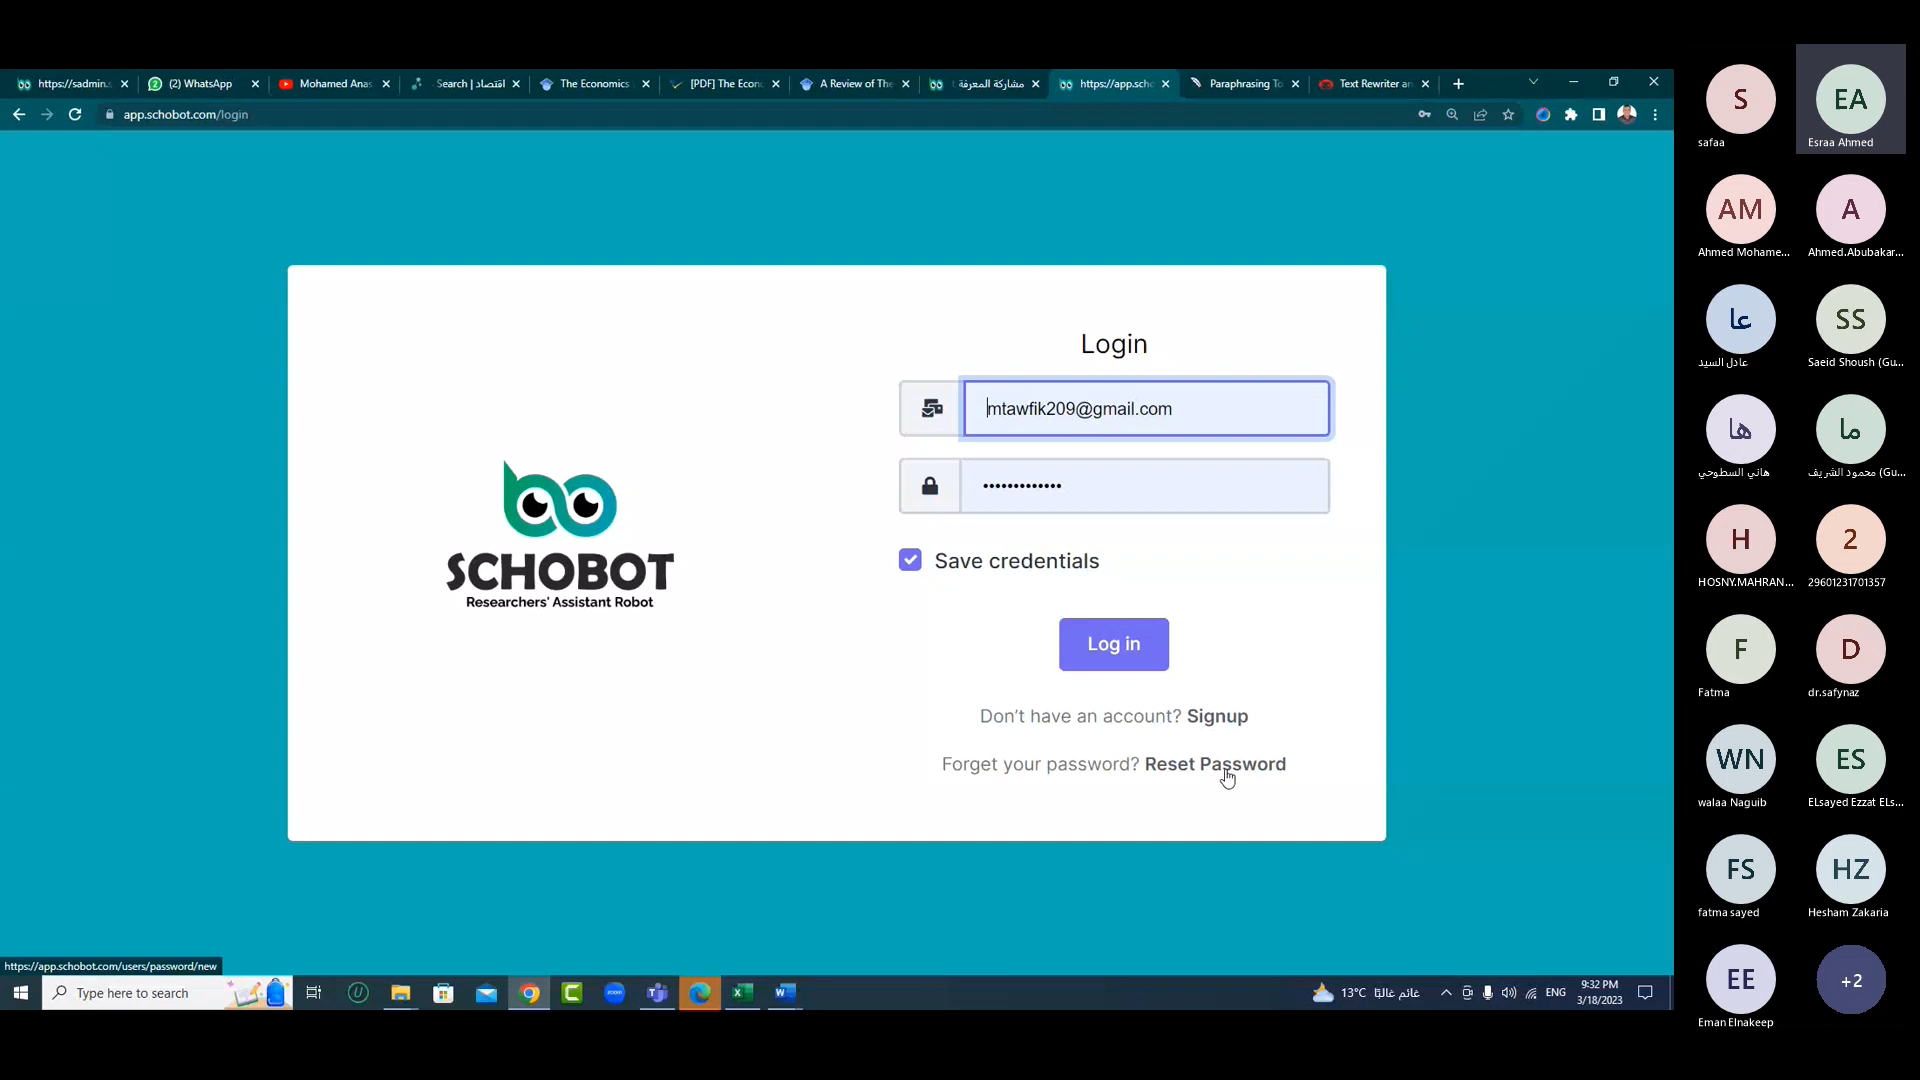 https://sadmin.
(2) WhatsApp
Mohamed Anas
Search | اقتصاد
The Economics
[PDF] The Econ
A Review of The
مشاركة المعرفة
https://app.scho
Paraphrasing To
Text Rewriter an
app.schobot.com/login
Login
mtawfik209@gmail.com
•••••••••••••
Save credentials
Log in
Don't have an account? Signup
Forget your password? Reset Password
SCHOBOT
Researchers' Assistant Robot
https://app.schobot.com/users/password/new
Type here to search
13°C غائم غالبًا
ENG
9:32 PM
3/18/2023
S
safaa
EA
Esraa Ahmed
AM
Ahmed Mohame...
A
Ahmed.Abubakar...
عا
عادل السيد
SS
Saeid Shoush (Gu...
ها
هاني السطوحي
ما
محمود الشريف (Gu...
H
HOSNY.MAHRAN...
2
29601231701357
F
Fatma
D
dr.safynaz
WN
walaa Naguib
ES
ELsayed Ezzat ELs...
FS
fatma sayed
HZ
Hesham Zakaria
EE
Eman Elnakeep
+2